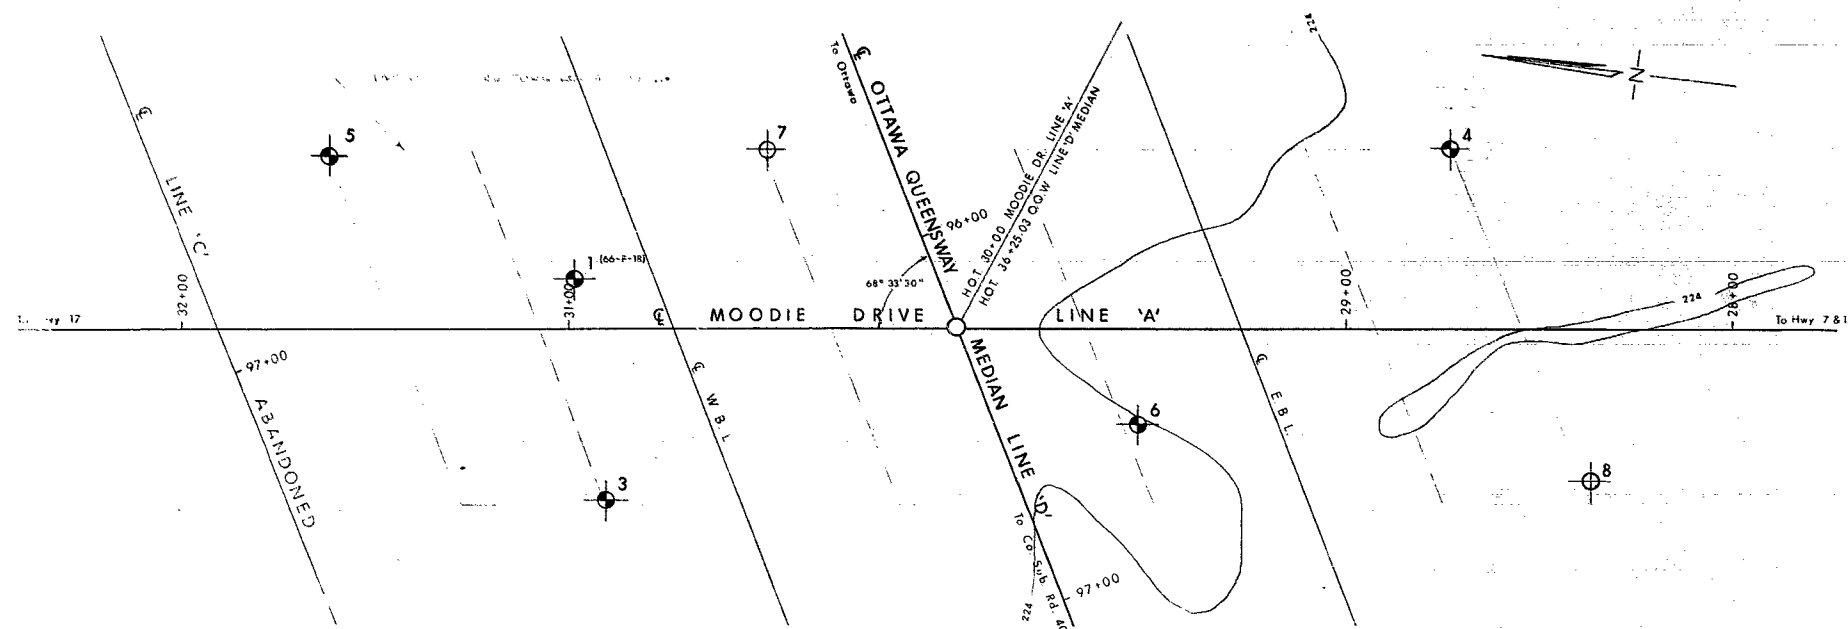 224
To Ottawa
℄ OTTAWA QUEENSWAY
H.O.T. 30+00 MOODIE DR. LINE 'A'
H.O.T. 36+25.03 O.Q.W LINE 'D' MEDIAN
N
℄
LINE 'C'
5
7
4
96+00
1 (66-F-18)
68° 33' 30"
32+00
31+00
29+00
28+00
224
17
℄
MOODIE DRIVE LINE 'A'
To Hwy 7 &
97+00
ABANDONED
℄ W.B.L.
MEDIAN LINE 'D'
℄ E.B.L.
6
3
8
To Co. Sub. Rd. 40
97+00
224